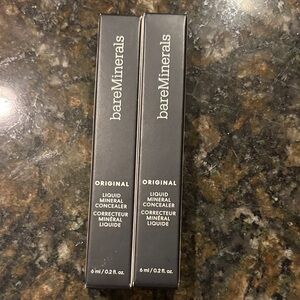 bareMinerals
ORIGINAL
LIQUID
MINERAL
CONCEALER
CORRECTEUR
MINÉRAL
LIQUIDE
6 ml / 0.2 fl. oz.
bareMinerals
ORIGINAL
LIQUID
MINERAL
CONCEALER
CORRECTEUR
MINÉRAL
LIQUIDE
6 ml / 0.2 fl. oz.